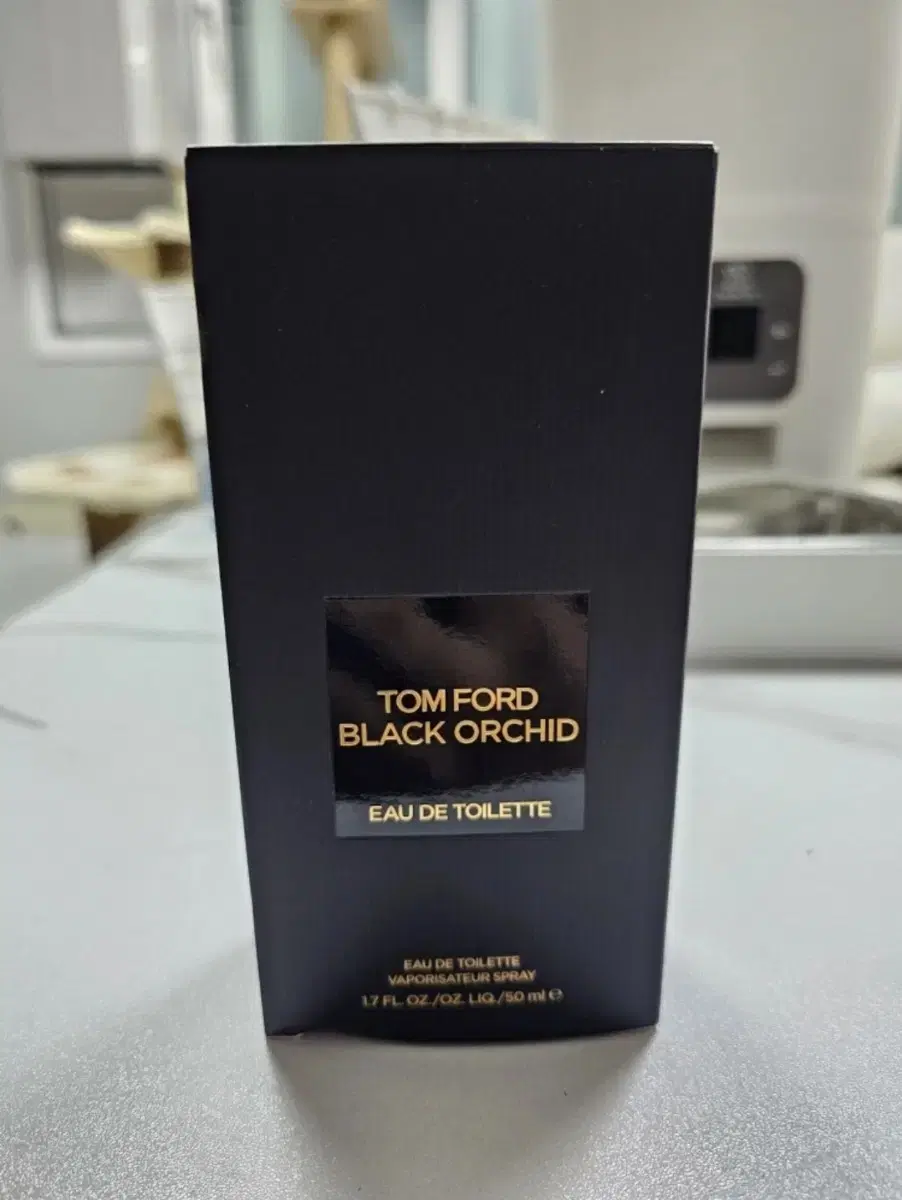 TOM FORD
BLACK ORCHID
EAU DE TOILETTE
EAU DE TOILETTE
VAPORISATEUR SPRAY
1.7 FL. OZ./OZ. LIQ./50 ml ℮